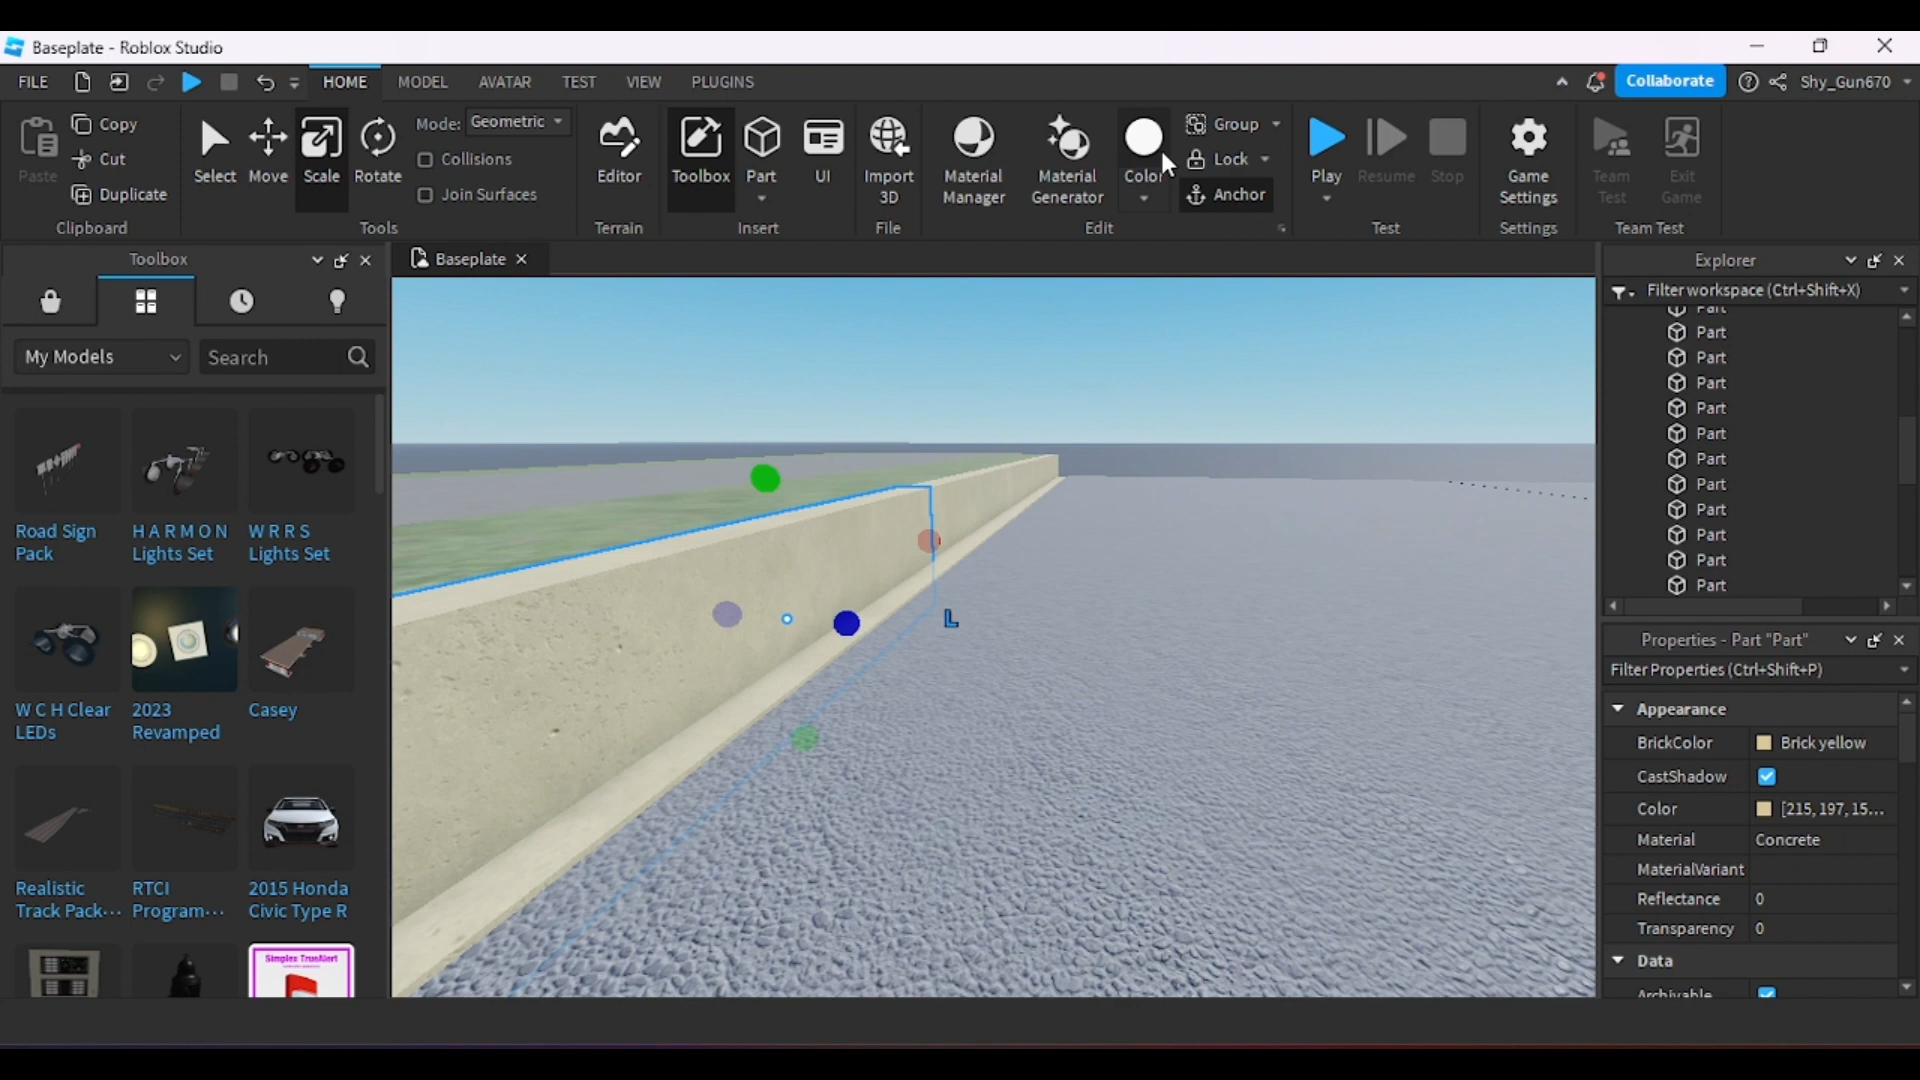 Baseplate - Roblox Studio
FILE HOME MODEL AVATAR TEST VIEW PLUGINS Collaborate Shy_Gun670
Paste
Copy
Cut
Duplicate
Clipboard
Select Move Scale Rotate
Mode: Geometric
Collisions
Join Surfaces
Tools
Editor
Terrain
Toolbox Part UI
Insert
Import
3D
File
Material
Manager
Material
Generator
Color
Group
Lock
Anchor
Edit
Play Resume Stop
Test
Game
Settings
Settings
Team
Test
Exit
Game
Team Test
Toolbox
My Models Search
Road Sign
Pack
H A R M O N
Lights Set
W R R S
Lights Set
W C H Clear
LEDs
2023
Revamped
Casey
Realistic
Track Pack...
RTCI
Program...
2015 Honda
Civic Type R
Simplex TrueAlert
Baseplate
L
Explorer
Filter workspace (Ctrl+Shift+X)
Part
Part
Part
Part
Part
Part
Part
Part
Part
Part
Part
Part
Properties - Part "Part"
Filter Properties (Ctrl+Shift+P)
Appearance
BrickColor Brick yellow
CastShadow
Color [215, 197, 15...
Material Concrete
MaterialVariant
Reflectance 0
Transparency 0
Data
Archivable